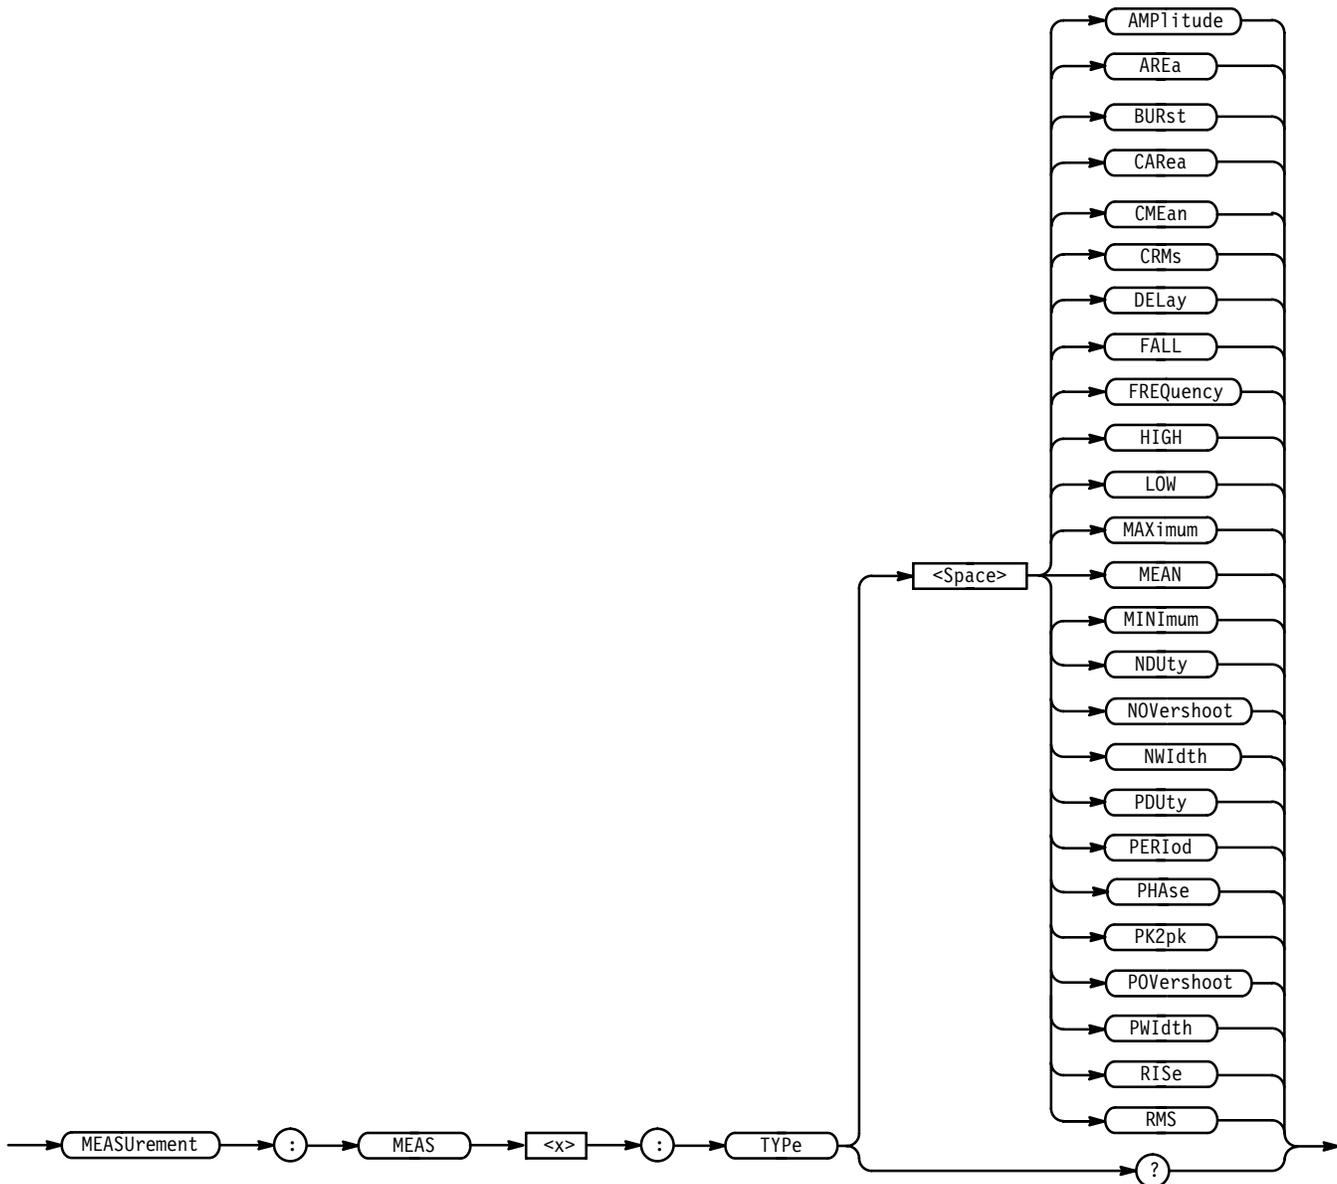 AMPlitude
AREa
BURst
CARea
CMEan
CRMs
DELay
FALL
FREQuency
HIGH
LOW
MAXimum
<Space> MEAN
MINImum
NDUty
NOVershoot
NWIdth
PDUty
PERIod
PHAse
PK2pk
POVershoot
PWIdth
RISe
RMS
MEASUrement : MEAS <x> : TYPe
?